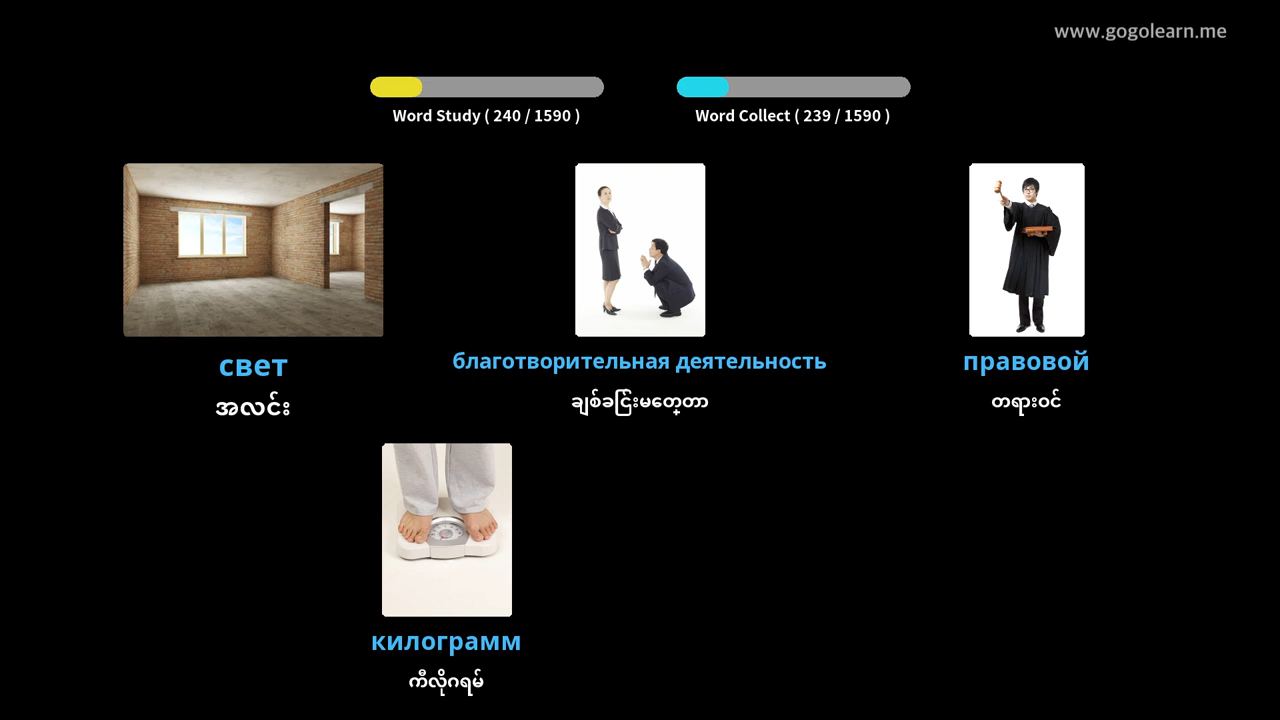 www.gogolearn.me
Word Study ( 240 / 1590 )
Word Collect ( 239 / 1590 )
свет
အလင်း
благотворительная деятельность
ချစ်ခင်ြးမတ္ေတာ
правовой
တရားဝင်
килограмм
ကီလိုဂရမ်